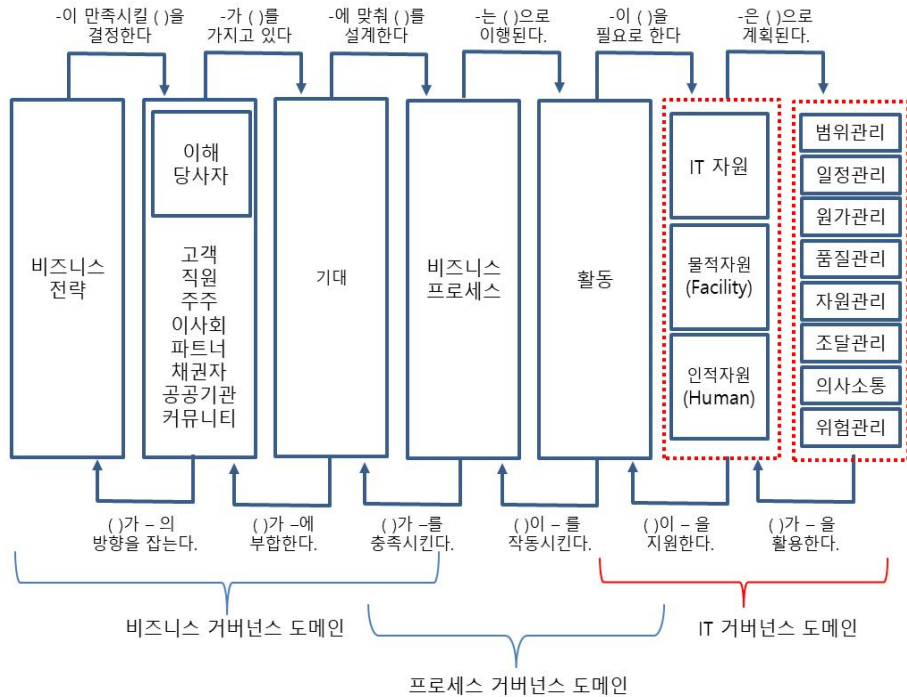 -이 만족시킬 ( )을
결정한다
-가 ( )를
가지고 있다
-에 맞춰 ( )를
설계한다
-는 ( )으로
이행된다.
-이 ( )을
필요로 한다
-은 ( )으로
계획된다.
비즈니스
전략
이해
당사자
고객
직원
주주
이사회
파트너
채권자
공공기관
커뮤니티
기대
비즈니스
프로세스
활동
IT 자원
물적자원
(Facility)
인적자원
(Human)
범위관리
일정관리
원가관리
품질관리
자원관리
조달관리
의사소통
위험관리
( )가 – 의
방향을 잡는다.
( )가 –에
부합한다.
( )가 –를
충족시킨다.
( )이 – 를
작동시킨다.
( )이 – 을
지원한다.
( )가 – 을
활용한다.
비즈니스 거버넌스 도메인
IT 거버넌스 도메인
프로세스 거버넌스 도메인